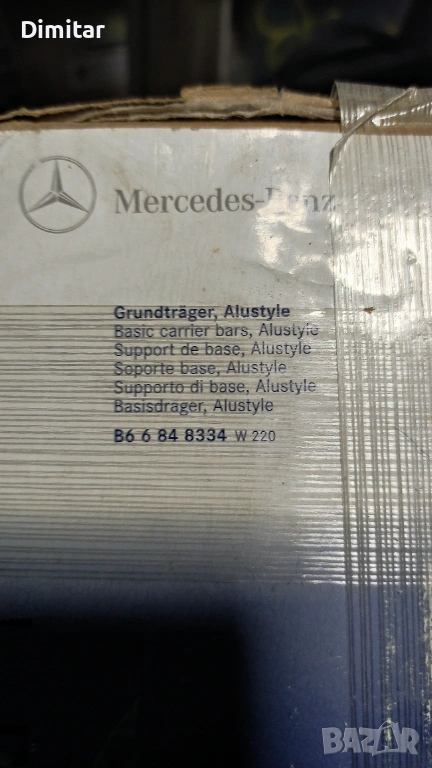 Dimitar
Mercedes-Benz
Grundträger, Alustyle
Basic carrier bars, Alustyle
Support de base, Alustyle
Soporte base, Alustyle
Supporto di base, Alustyle
Basisdrager, Alustyle
B6 6 84 8334 W 220
BAZAR